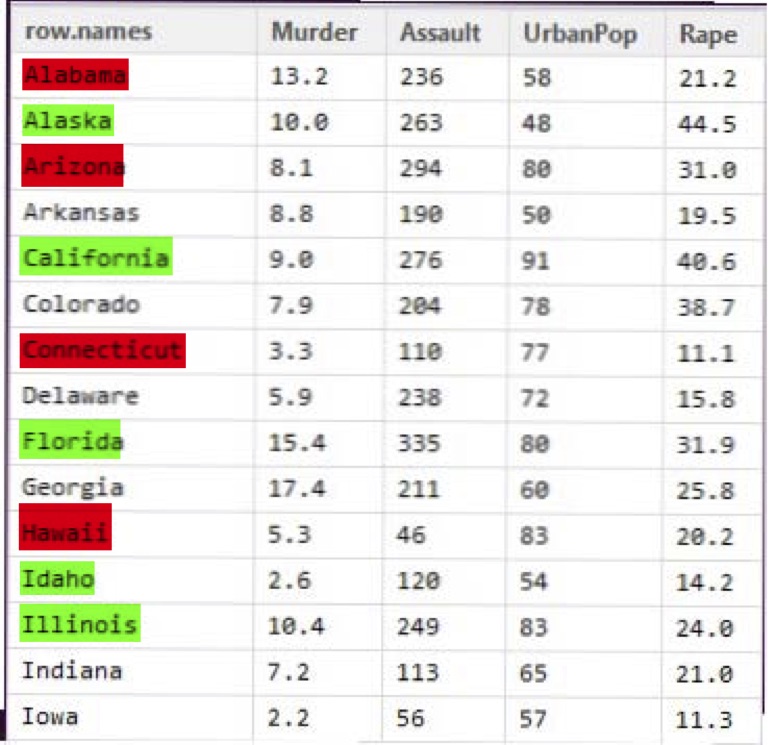 row.names Murder Assault UrbanPop Rape
Alabama 13.2 236 58 21.2
Alaska 10.0 263 48 44.5
Arizona 8.1 294 80 31.0
Arkansas 8.8 190 50 19.5
California 9.0 276 91 40.6
Colorado 7.9 204 78 38.7
Connecticut 3.3 110 77 11.1
Delaware 5.9 238 72 15.8
Florida 15.4 335 80 31.9
Georgia 17.4 211 60 25.8
Hawaii 5.3 46 83 20.2
Idaho 2.6 120 54 14.2
Illinois 10.4 249 83 24.0
Indiana 7.2 113 65 21.0
Iowa 2.2 56 57 11.3